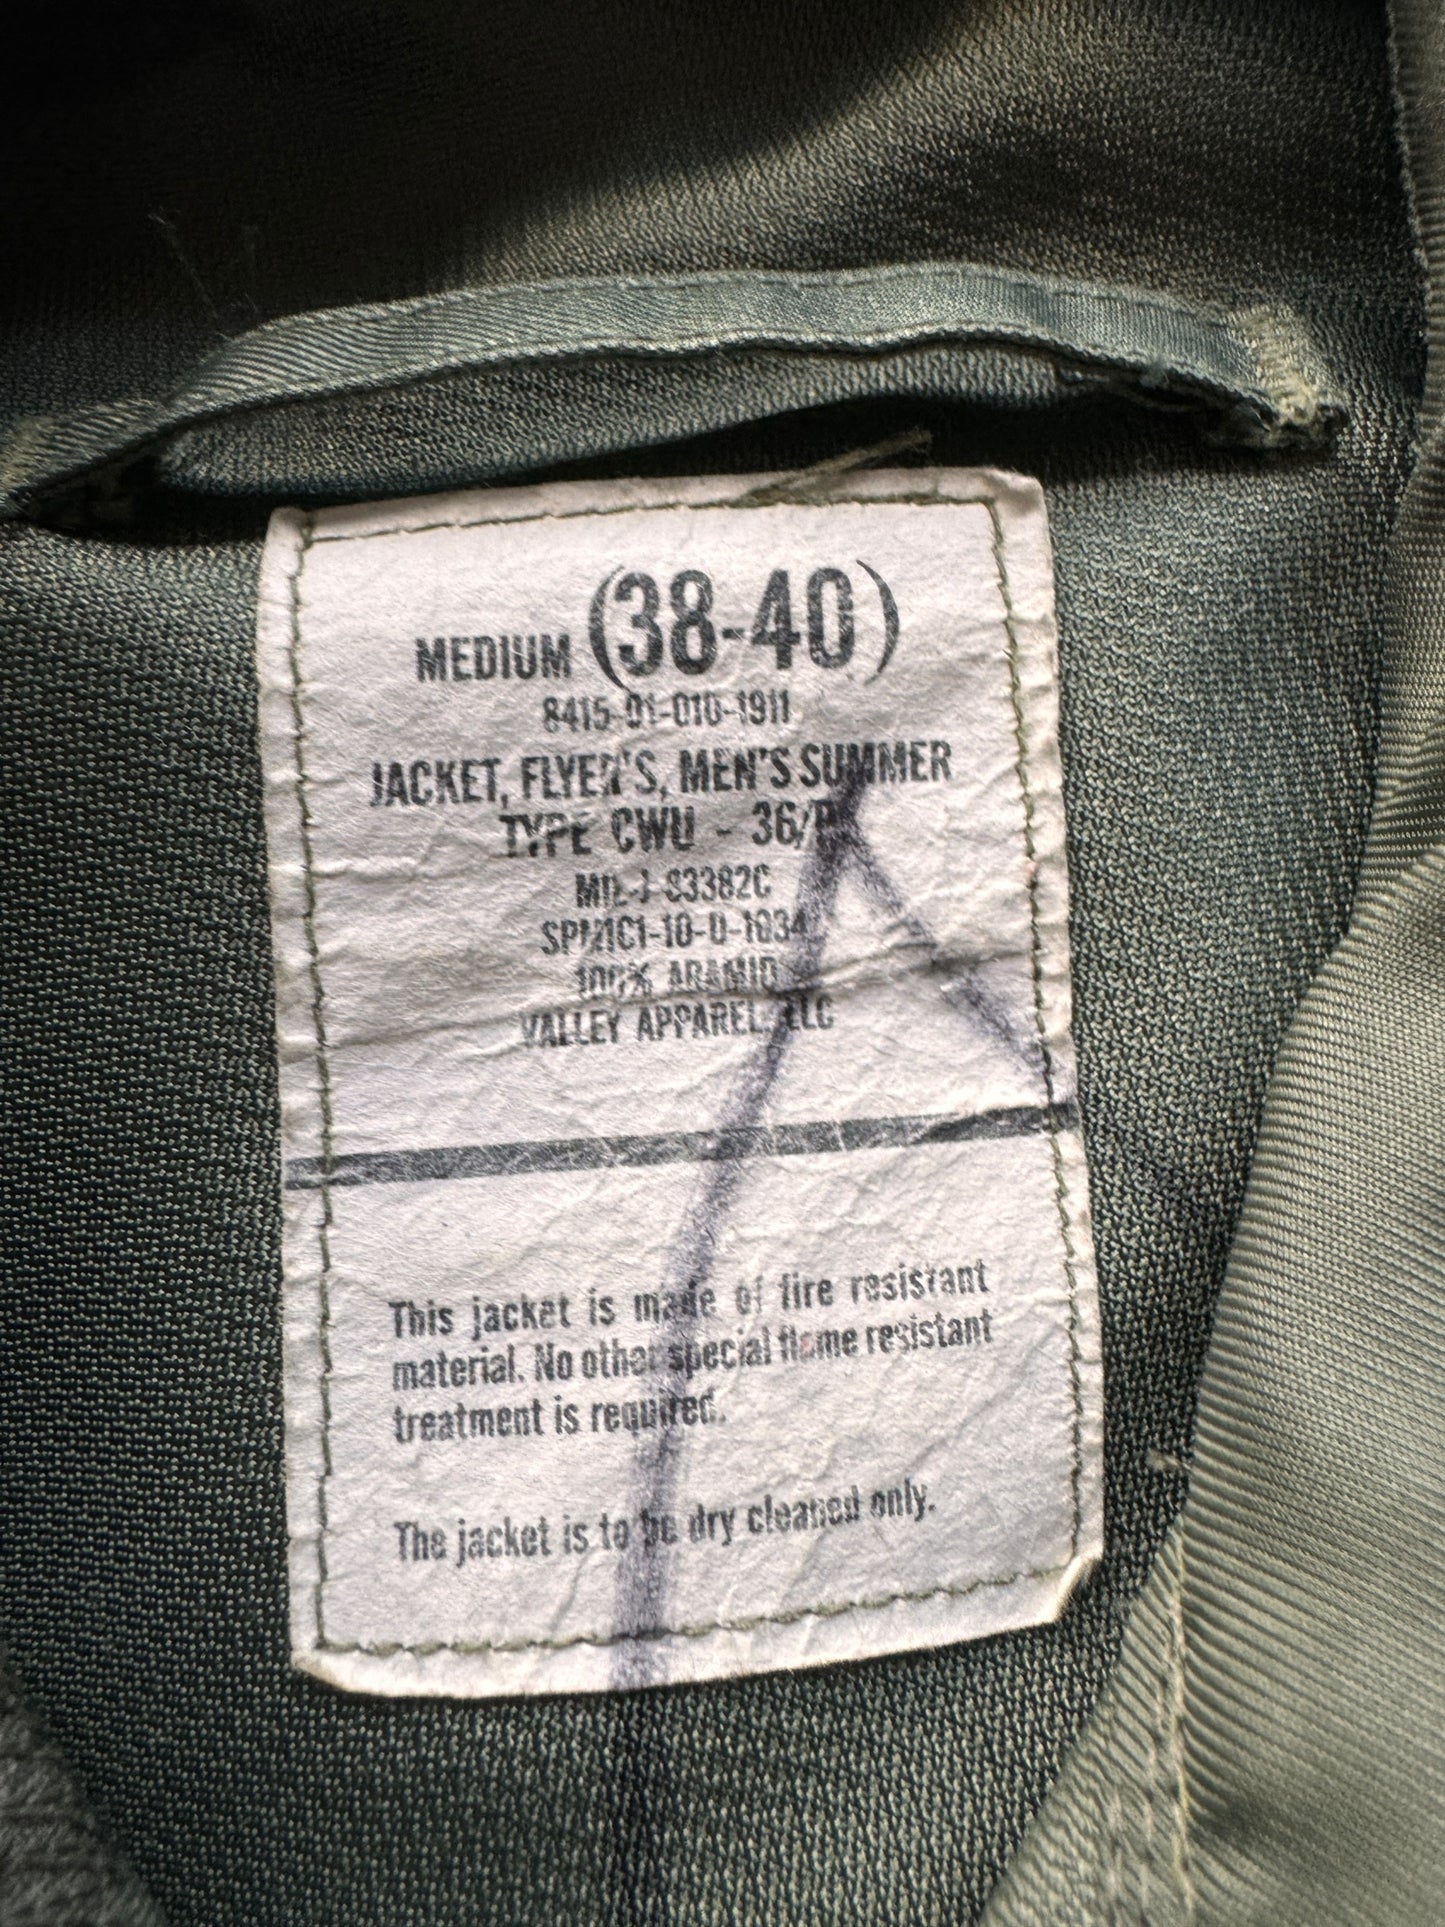 MEDIUM (38-40)
8415-01-010-1911
JACKET, FLYER'S, MEN'S SUMMER
TYPE CWU - 36/P
MIL-J-83382C
SPM1C1-10-D-1034
100% ARAMID
VALLEY APPAREL, LLC
This jacket is made of fire resistant
material. No other special flame resistant
treatment is required.
The jacket is to be dry cleaned only.